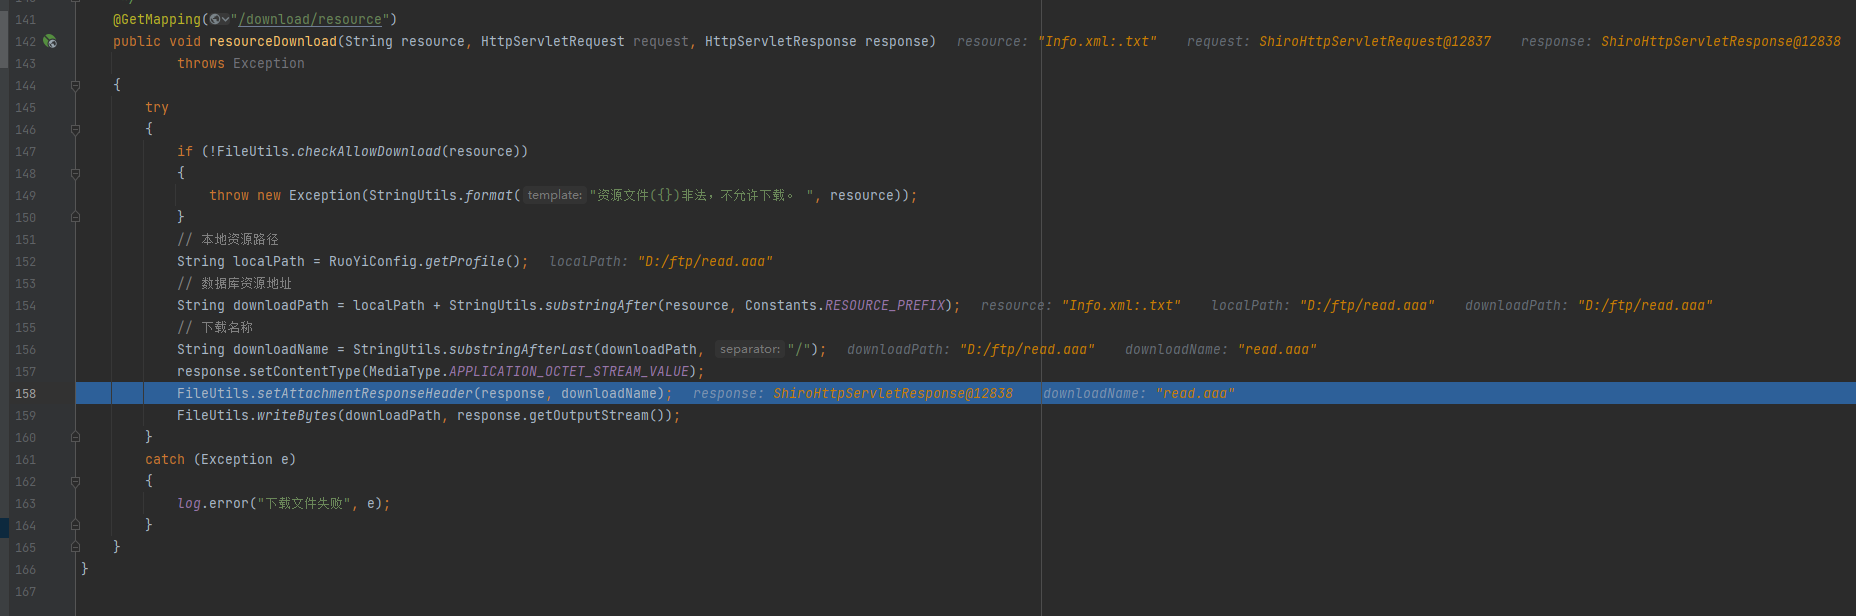 141 @GetMapping("/download/resource")
142 public void resourceDownload(String resource, HttpServletRequest request, HttpServletResponse response) resource: "Info.xml:.txt" request: ShiroHttpServletRequest@12837 response: ShiroHttpServletResponse@12838
143 throws Exception
144 {
145 try
146 {
147 if (!FileUtils.checkAllowDownload(resource))
148 {
149 throw new Exception(StringUtils.format( template: "资源文件({})非法，不允许下载。 ", resource));
150 }
151 // 本地资源路径
152 String localPath = RuoYiConfig.getProfile(); localPath: "D:/ftp/read.aaa"
153 // 数据库资源地址
154 String downloadPath = localPath + StringUtils.substringAfter(resource, Constants.RESOURCE_PREFIX); resource: "Info.xml:.txt" localPath: "D:/ftp/read.aaa" downloadPath: "D:/ftp/read.aaa"
155 // 下载名称
156 String downloadName = StringUtils.substringAfterLast(downloadPath, separator: "/"); downloadPath: "D:/ftp/read.aaa" downloadName: "read.aaa"
157 response.setContentType(MediaType.APPLICATION_OCTET_STREAM_VALUE);
158 FileUtils.setAttachmentResponseHeader(response, downloadName); response: ShiroHttpServletResponse@12838 downloadName: "read.aaa"
159 FileUtils.writeBytes(downloadPath, response.getOutputStream());
160 }
161 catch (Exception e)
162 {
163 log.error("下载文件失败", e);
164 }
165 }
166 }
167